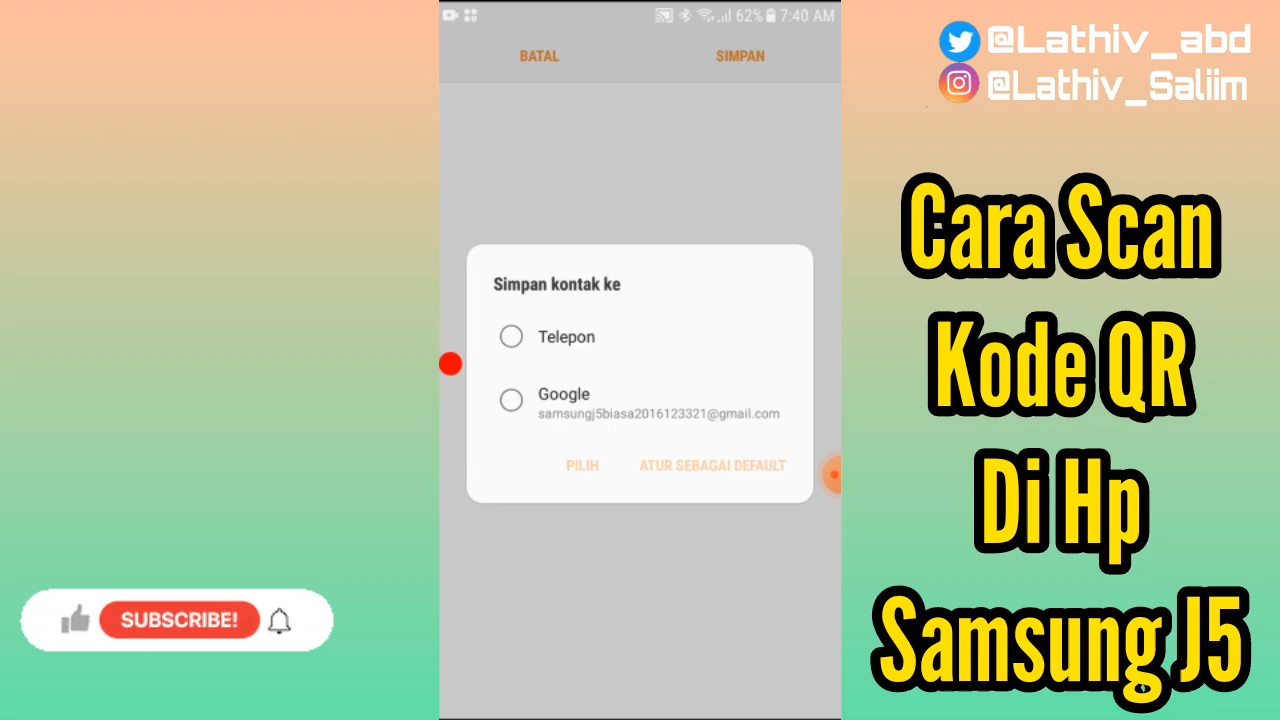 62% 7:40 AM
BATAL SIMPAN
Simpan kontak ke
Telepon
Google
samsungj5biasa2016123321@gmail.com
PILIH ATUR SEBAGAI DEFAULT
SUBSCRIBE!
@Lathiv_abd
@Lathiv_Saliim
Cara Scan
Kode QR
Di Hp
Samsung J5